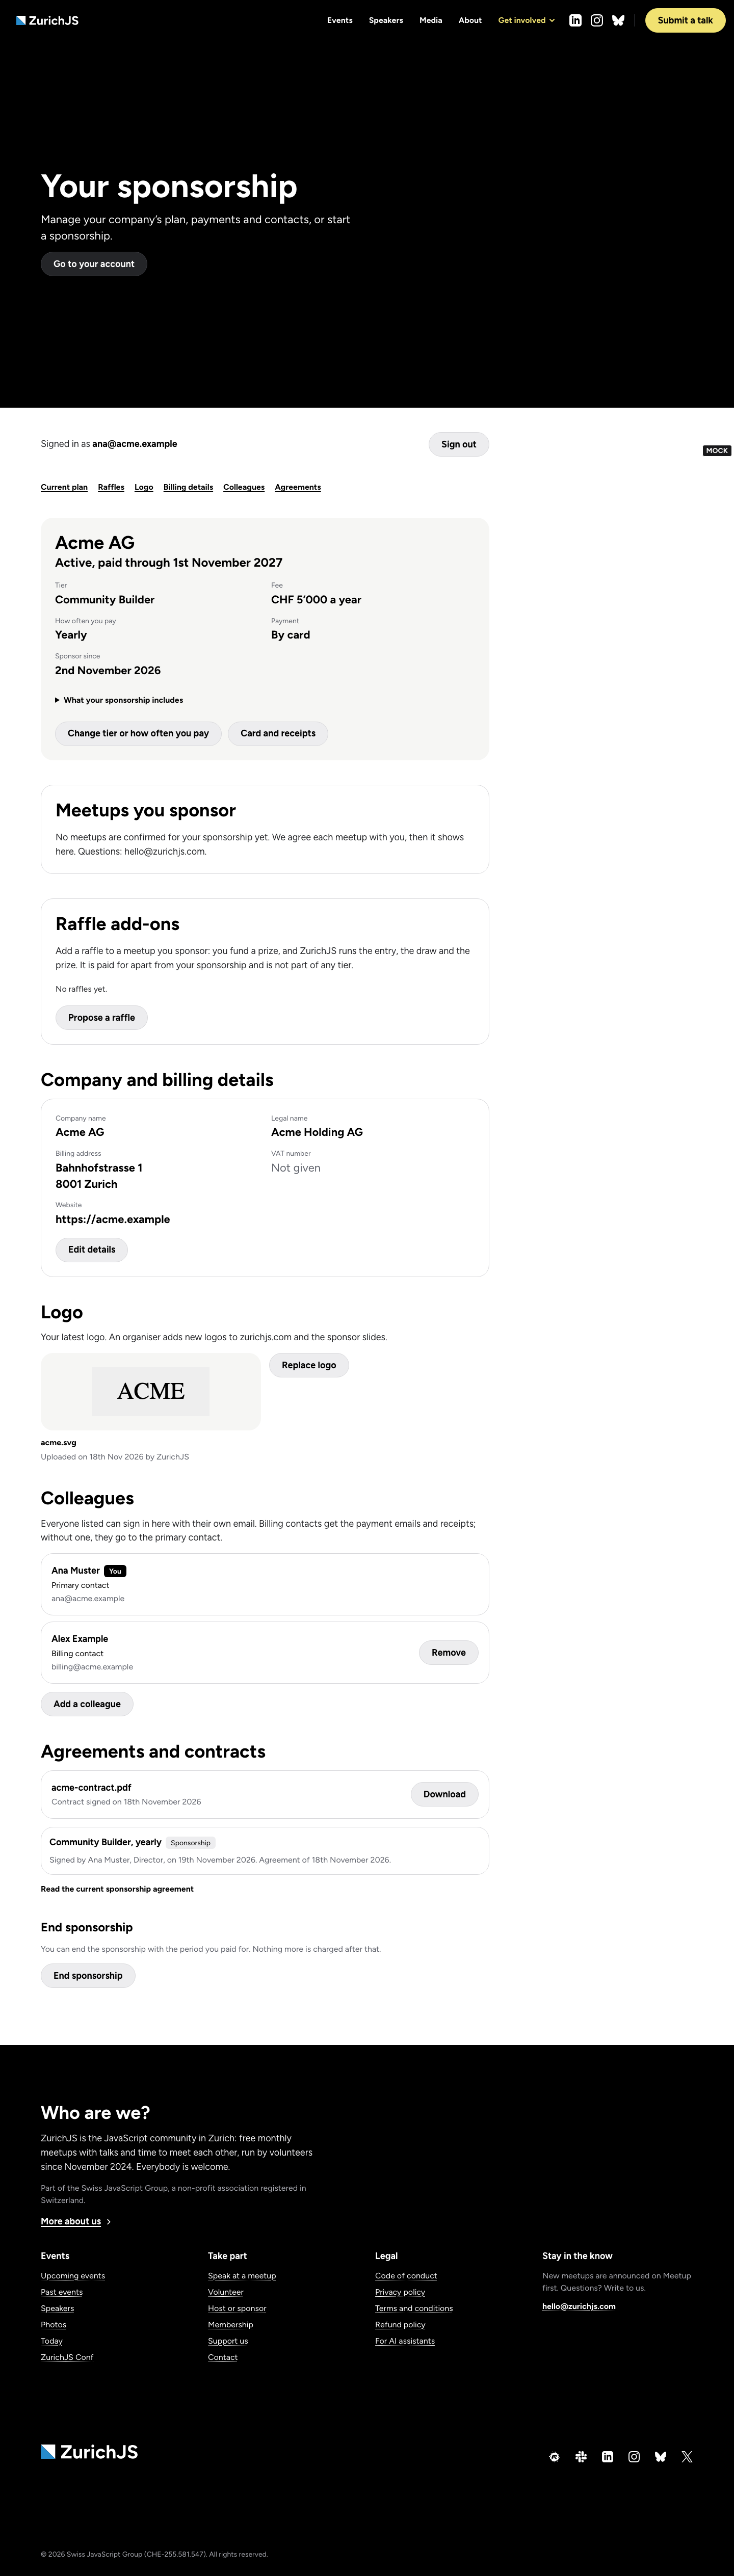 ZurichJS
Events Speakers Media About Get involved Submit a talk
Your sponsorship
Manage your company's plan, payments and contacts, or start
a sponsorship.
Go to your account
Signed in as ana@acme.example
Sign out
MOCK
Current plan Raffles Logo Billing details Colleagues Agreements
Acme AG
Active, paid through 1st November 2027
Tier
Community Builder
Fee
CHF 5’000 a year
How often you pay
Yearly
Payment
By card
Sponsor since
2nd November 2026
What your sponsorship includes
Change tier or how often you pay
Card and receipts
Meetups you sponsor
No meetups are confirmed for your sponsorship yet. We agree each meetup with you, then it shows
here. Questions: hello@zurichjs.com.
Raffle add-ons
Add a raffle to a meetup you sponsor: you fund a prize, and ZurichJS runs the entry, the draw and the
prize. It is paid for apart from your sponsorship and is not part of any tier.
No raffles yet.
Propose a raffle
Company and billing details
Company name
Acme AG
Legal name
Acme Holding AG
Billing address
Bahnhofstrasse 1
8001 Zurich
VAT number
Not given
Website
https://acme.example
Edit details
Logo
Your latest logo. An organiser adds new logos to zurichjs.com and the sponsor slides.
ACME
Replace logo
acme.svg
Uploaded on 18th Nov 2026 by ZurichJS
Colleagues
Everyone listed can sign in here with their own email. Billing contacts get the payment emails and receipts;
without one, they go to the primary contact.
Ana Muster You
Primary contact
ana@acme.example
Alex Example
Billing contact
billing@acme.example
Remove
Add a colleague
Agreements and contracts
acme-contract.pdf
Contract signed on 18th November 2026
Download
Community Builder, yearly Sponsorship
Signed by Ana Muster, Director, on 19th November 2026. Agreement of 18th November 2026.
Read the current sponsorship agreement
End sponsorship
You can end the sponsorship with the period you paid for. Nothing more is charged after that.
End sponsorship
Who are we?
ZurichJS is the JavaScript community in Zurich: free monthly
meetups with talks and time to meet each other, run by volunteers
since November 2024. Everybody is welcome.
Part of the Swiss JavaScript Group, a non-profit association registered in
Switzerland.
More about us
Events
Upcoming events
Past events
Speakers
Photos
Today
ZurichJS Conf
Take part
Speak at a meetup
Volunteer
Host or sponsor
Membership
Support us
Contact
Legal
Code of conduct
Privacy policy
Terms and conditions
Refund policy
For AI assistants
Stay in the know
New meetups are announced on Meetup
first. Questions? Write to us.
hello@zurichjs.com
ZurichJS
© 2026 Swiss JavaScript Group (CHE-255.581.547). All rights reserved.